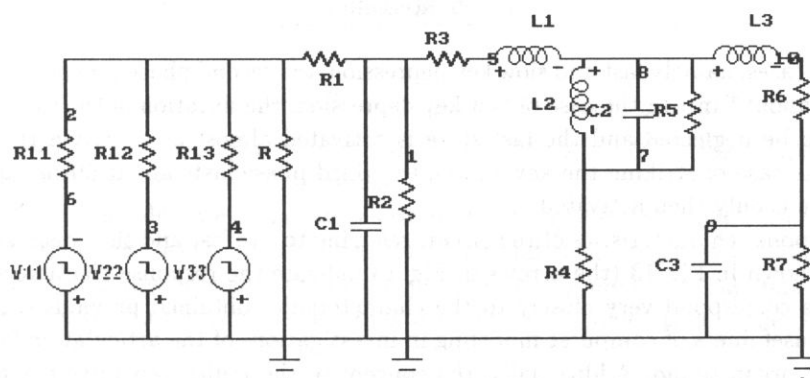 L1
L3
R3
5
8
10
R1
+
-
+
+
-
R6
2
L2
C2
R5
R11
R12
R13
R
1
7
6
R2
9
3
4
C1
R4
C3
R7
V11
V22
V33
+
+
+